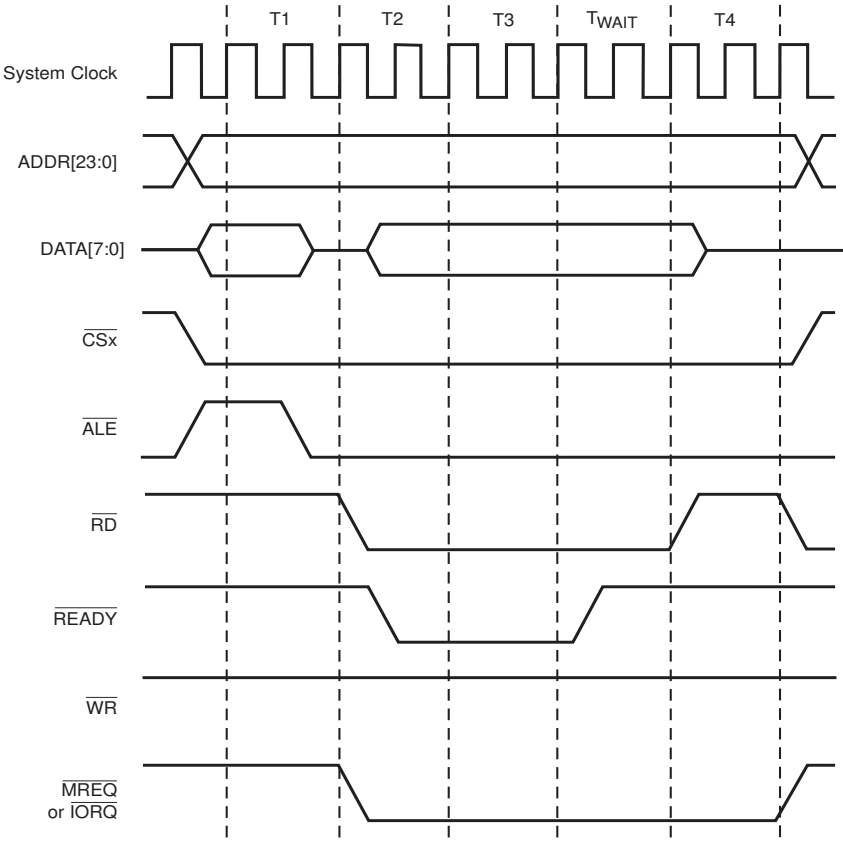 T1 T2 T3 TWAIT T4
System Clock
ADDR[23:0]
DATA[7:0]
CSx
ALE
RD
READY
WR
MREQ
or IORQ